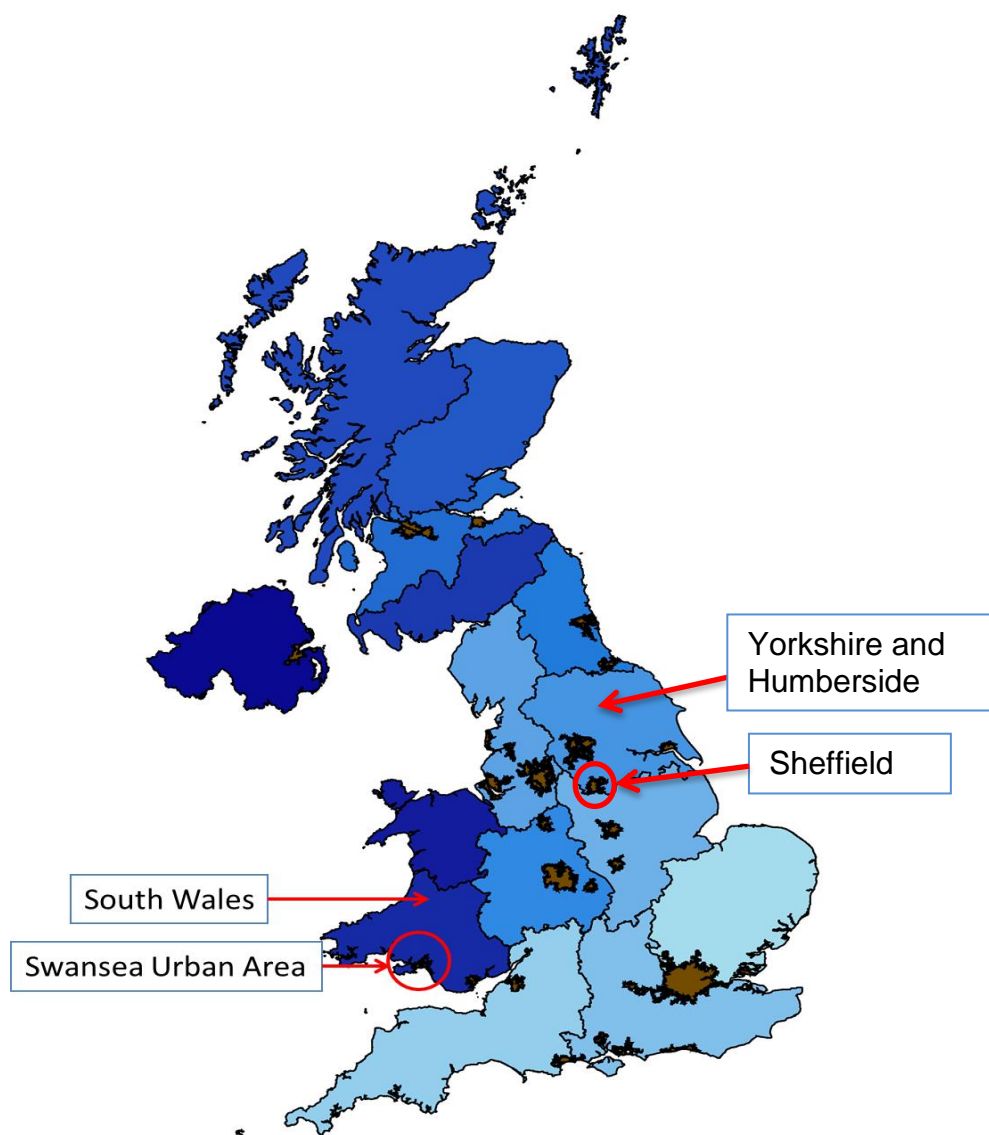 Yorkshire and
Humberside
Sheffield
South Wales
Swansea Urban Area